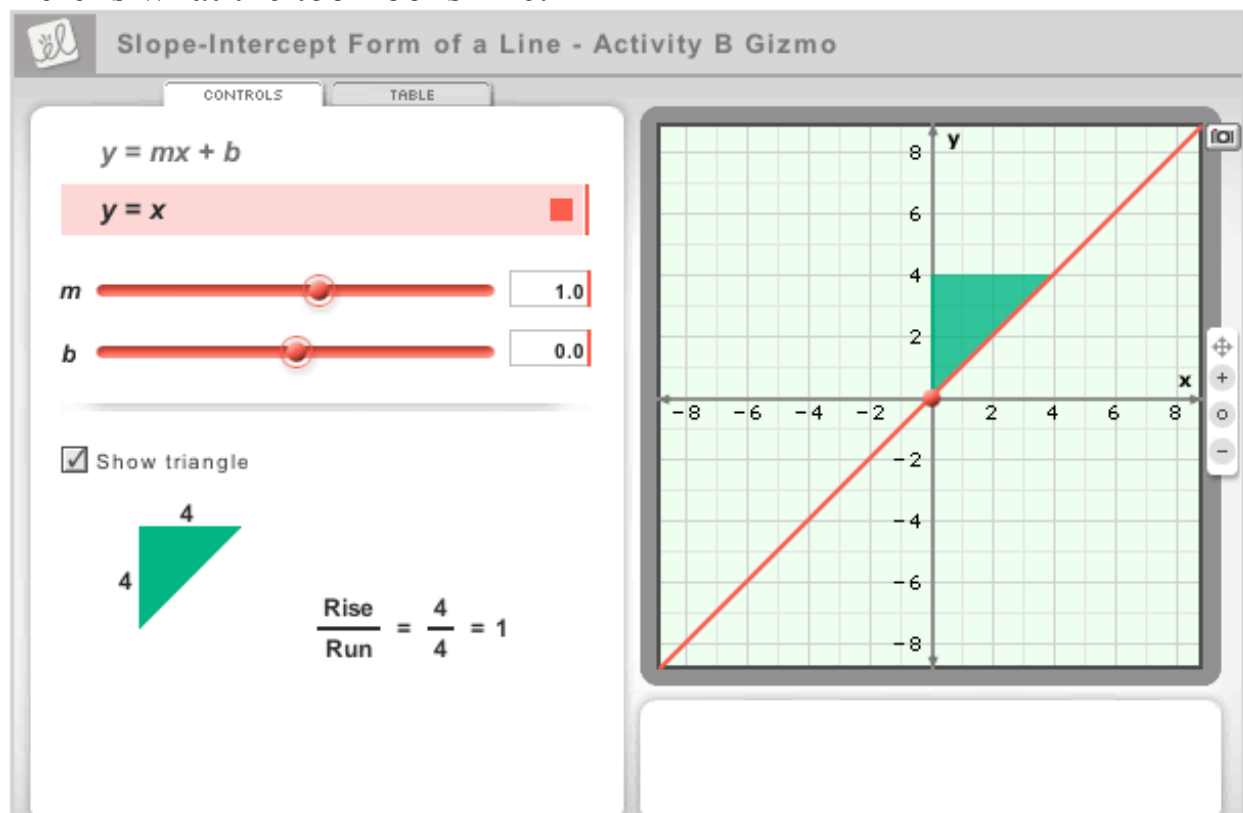 Slope-Intercept Form of a Line - Activity B Gizmo
CONTROLS TABLE
y = mx + b
y = x
m 1.0
b 0.0
Show triangle
4
4
Rise
Run
=
4
4
= 1
y
8
6
4
2
x
-8 -6 -4 -2 2 4 6 8
-2
-4
-6
-8
+
o
-